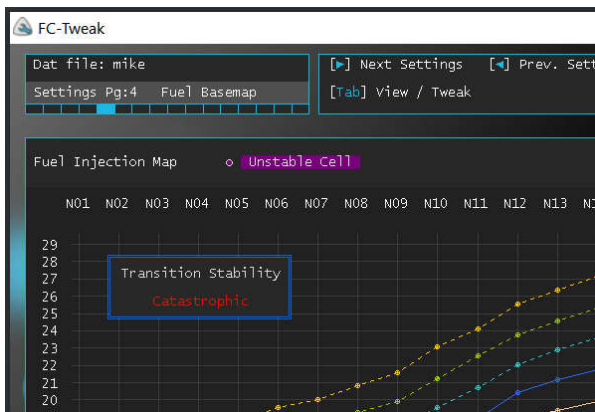 FC-Tweak
Dat file: mike
Settings Pg:4 Fuel Basemap
[►] Next Settings [◄] Prev. Sett
[Tab] View / Tweak
Fuel Injection Map o Unstable Cell
N01 N02 N03 N04 N05 N06 N07 N08 N09 N10 N11 N12 N13 N1
29
28
27
26
25
24
23
22
21
20
Transition Stability
Catastrophic